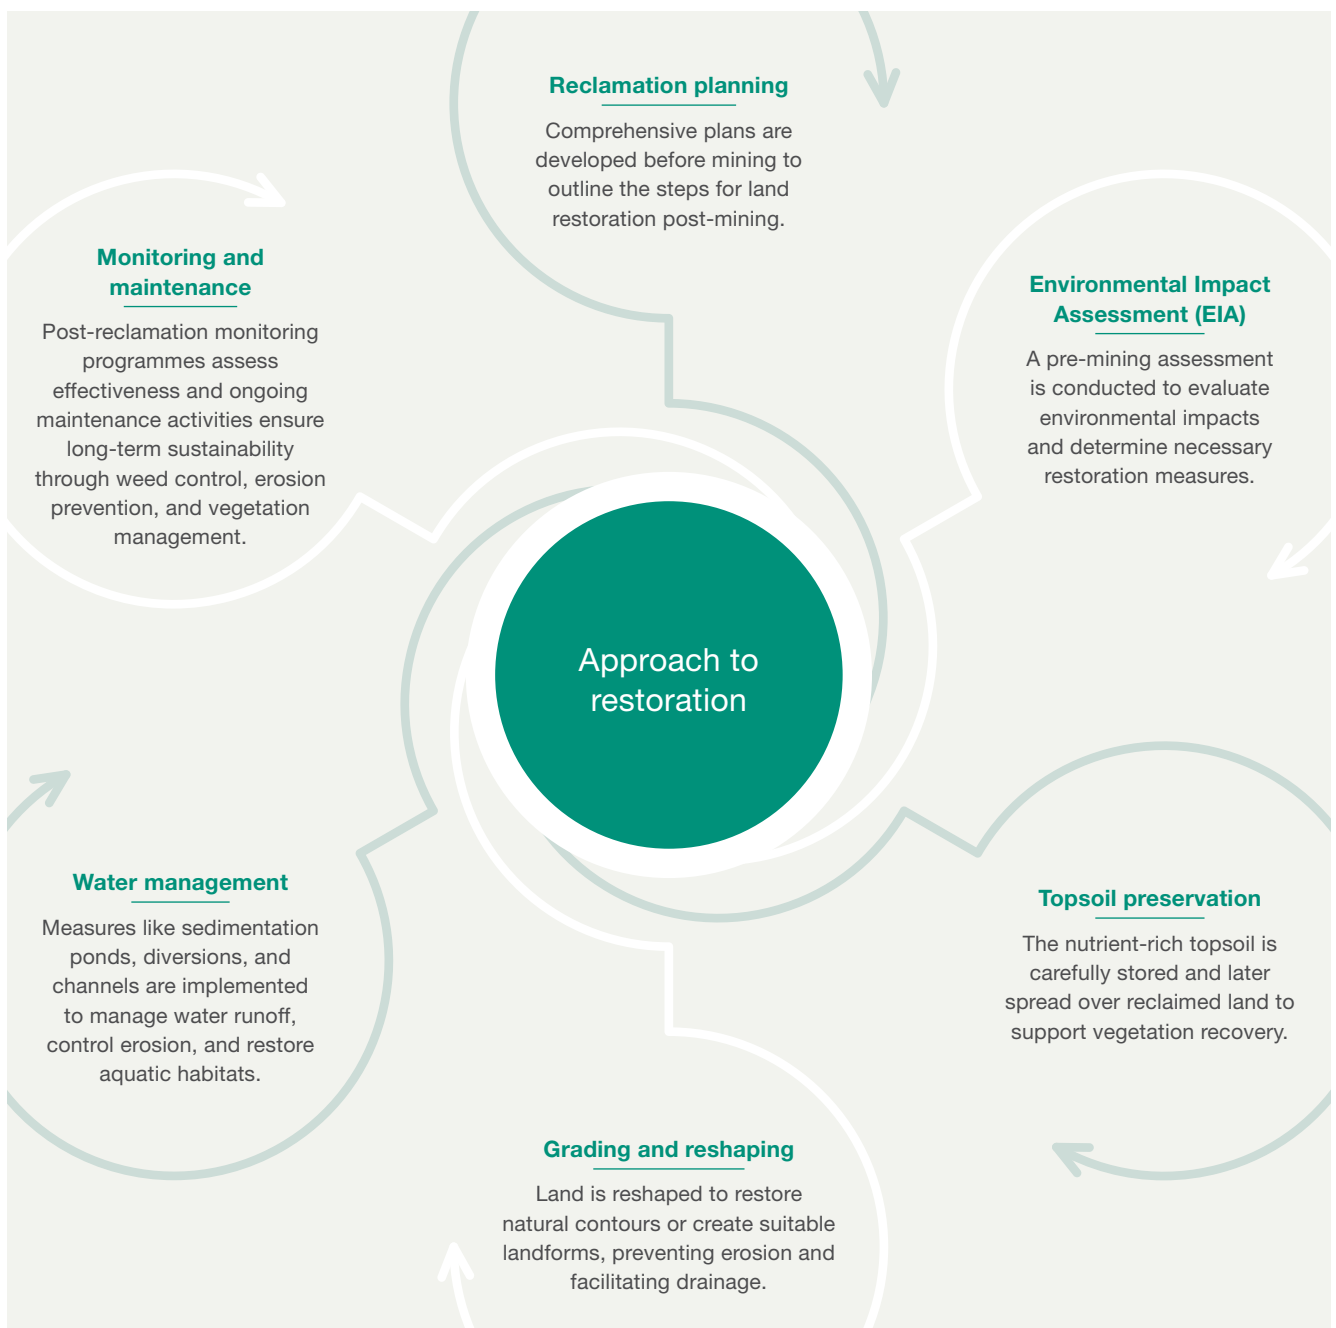 Reclamation planning
Comprehensive plans are
developed before mining to
outline the steps for land
restoration post-mining.
Environmental Impact
Assessment (EIA)
A pre-mining assessment
is conducted to evaluate
environmental impacts
and determine necessary
restoration measures.
Topsoil preservation
The nutrient-rich topsoil is
carefully stored and later
spread over reclaimed land to
support vegetation recovery.
Grading and reshaping
Land is reshaped to restore
natural contours or create suitable
landforms, preventing erosion and
facilitating drainage.
Water management
Measures like sedimentation
ponds, diversions, and
channels are implemented
to manage water runoff,
control erosion, and restore
aquatic habitats.
Monitoring and
maintenance
Post-reclamation monitoring
programmes assess
effectiveness and ongoing
maintenance activities ensure
long-term sustainability
through weed control, erosion
prevention, and vegetation
management.
Approach to
restoration